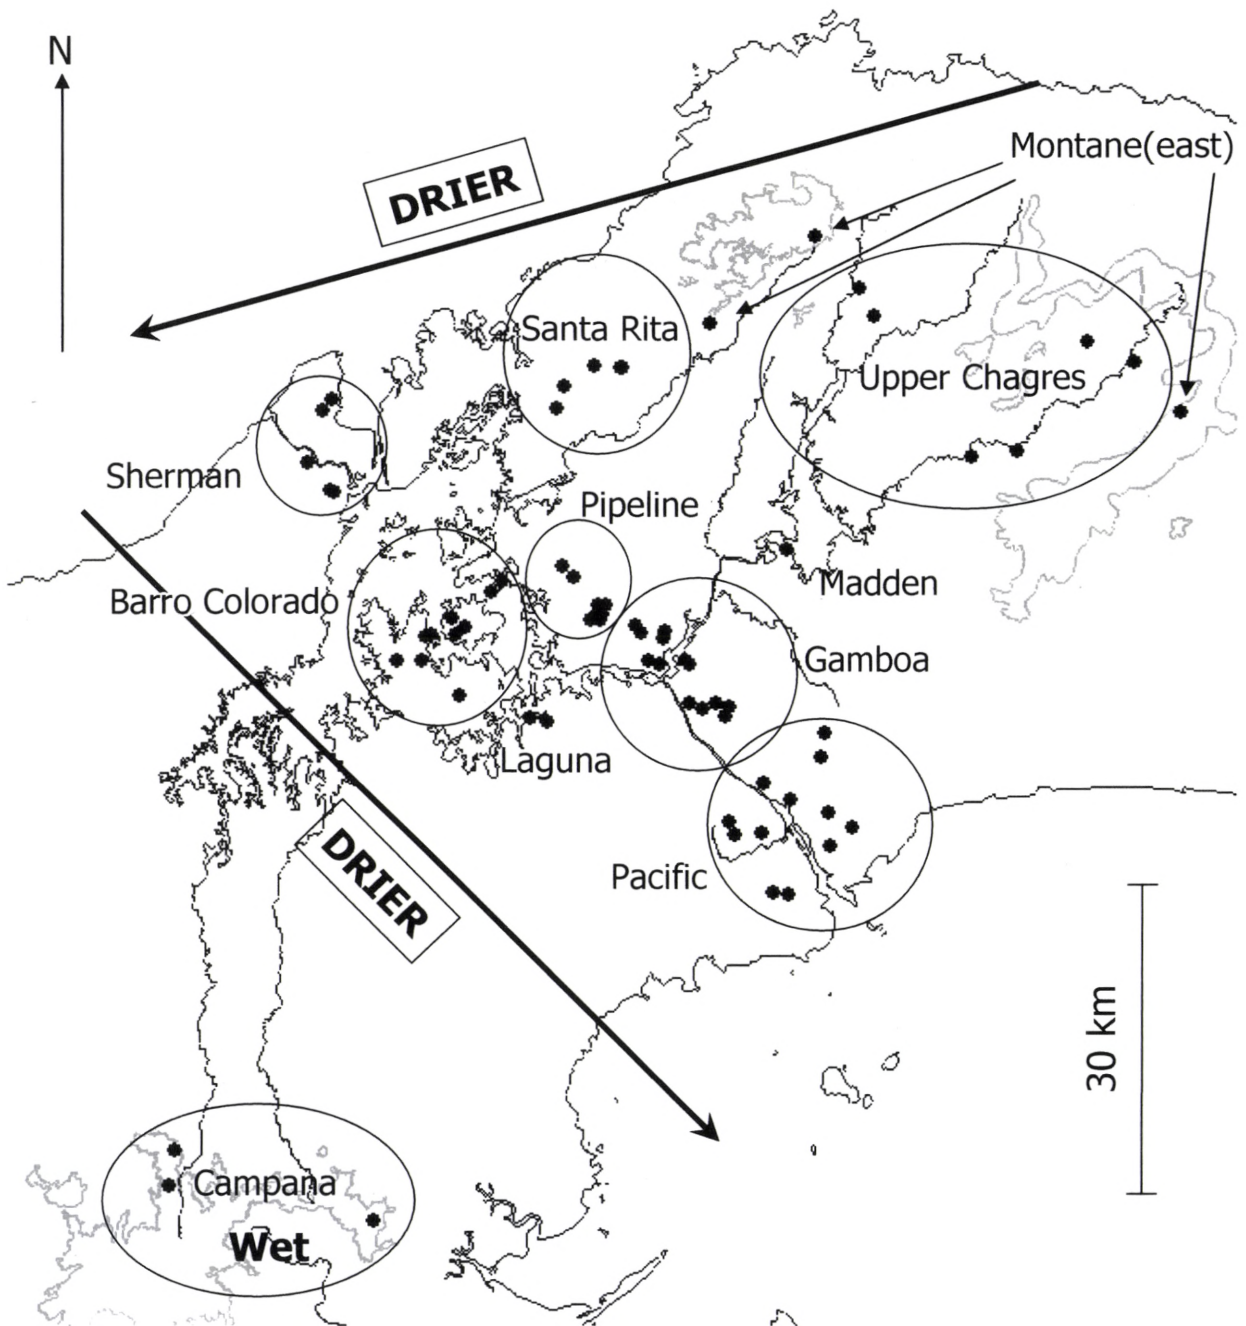 N
Montane(east)
DRIER
Santa Rita
Upper Chagres
Sherman
Pipeline
Madden
Barro Colorado
Gamboa
Laguna
DRIER
Pacific
30 km
Campana
Wet